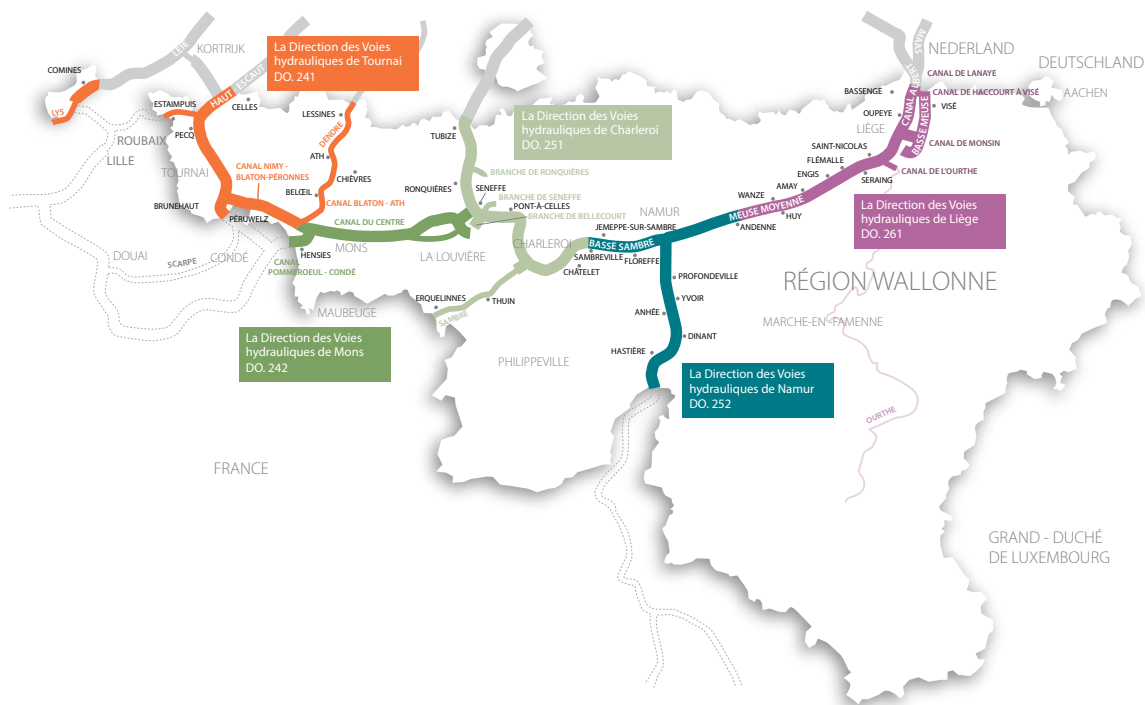 LEIE
KORTRIJK
COMINES
LYS
La Direction des Voies
hydrauliques de Tournai
DO. 241
HAUT-ESCAUT
ESTAIMPUIS
CELLES
ROUBAIX
PECQ
LILLE
TOURNAI
LESSINES
DENDRE
ATH
CHIÈVRES
CANAL NIMY -
BLATON-PÉRONNES
BELŒIL
CANAL BLATON - ATH
BRUNEHAUT
PÉRUWELZ
DOUAI
SCARPE
CONDÉ
HENSIES
CANAL
POMMEROEUL - CONDÉ
CANAL DU CENTRE
MONS
LA LOUVIÈRE
MAUBEUGE
La Direction des Voies
hydrauliques de Mons
DO. 242
TUBIZE
La Direction des Voies
hydrauliques de Charleroi
DO. 251
BRANCHE DE RONQUIÈRES
RONQUIÈRES
SENEFFE
BRANCHE DE SENEFFE
PONT-À-CELLES
BRANCHE DE BELLECOURT
CHARLEROI
ERQUELINNES
THUIN
SAMBRE
CHÂTELET
NAMUR
JEMEPPE-SUR-SAMBRE
BASSE SAMBRE
SAMBREVILLE
FLOREFFE
PROFONDEVILLE
YVOIR
ANHÉE
DINANT
HASTIÈRE
PHILIPPEVILLE
La Direction des Voies
hydrauliques de Namur
DO. 252
MAAS
NEDERLAND
DEUTSCHLAND
CANAL DE LANAYE
BASSENGE
CANAL ALBERT
CANAL DE HACCOURT À VISÉ
AACHEN
VISÉ
OUPEYE
LIÈGE
BASSE MEUSE
CANAL DE MONSIN
SAINT-NICOLAS
FLÉMALLE
ENGIS
SERAING
CANAL DE L'OURTHE
AMAY
WANZE
HUY
MEUSE MOYENNE
ANDENNE
La Direction des Voies
hydrauliques de Liège
DO. 261
RÉGION WALLONNE
MARCHE-EN-FAMENNE
OURTHE
FRANCE
GRAND - DUCHÉ
DE LUXEMBOURG